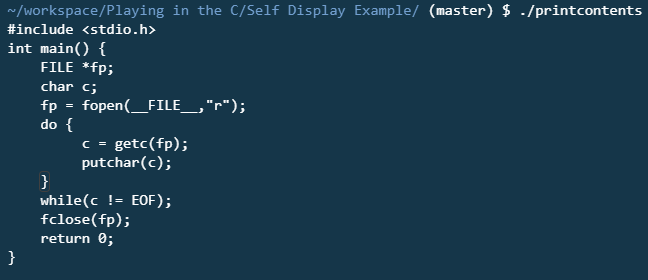 ~/workspace/Playing in the C/Self Display Example/ (master) $ ./printcontents
#include <stdio.h>
int main() {
    FILE *fp;
    char c;
    fp = fopen(__FILE__,"r");
    do {
         c = getc(fp);
         putchar(c);
    }
    while(c != EOF);
    fclose(fp);
    return 0;
}